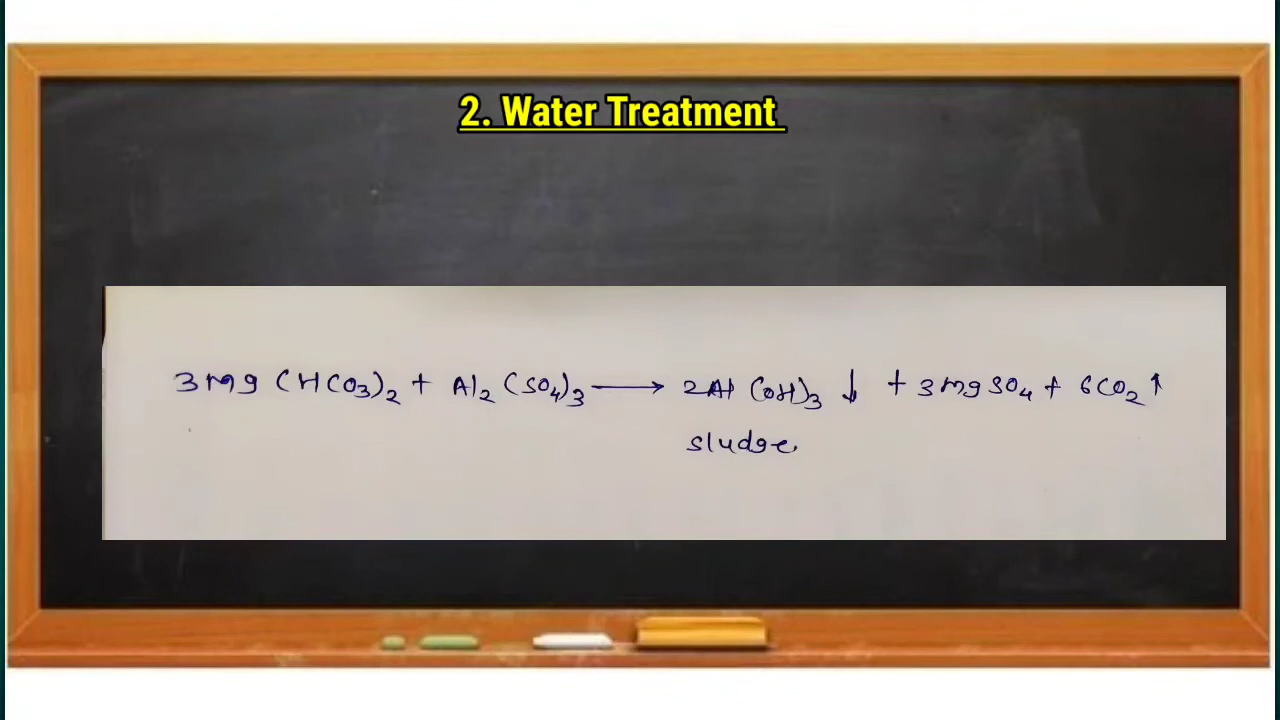 2. Water Treatment
3Mg (HCO3)2 + Al2 (SO4)3 ⟶ 2Al (OH)3 ↓ + 3MgSO4 + 6CO2 ↑
sludge